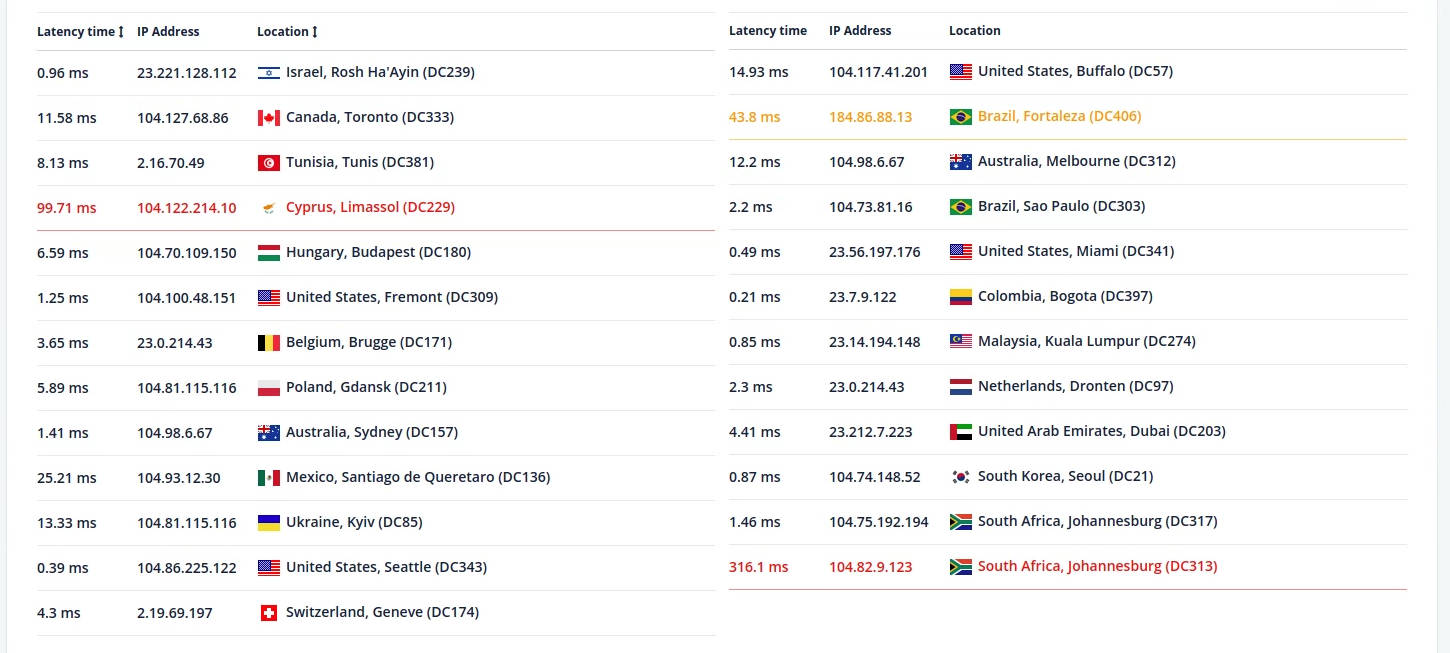 Latency time IP Address Location
0.96 ms 23.221.128.112 Israel, Rosh Ha'Ayin (DC239)
11.58 ms 104.127.68.86 Canada, Toronto (DC333)
8.13 ms 2.16.70.49 Tunisia, Tunis (DC381)
99.71 ms 104.122.214.10 Cyprus, Limassol (DC229)
6.59 ms 104.70.109.150 Hungary, Budapest (DC180)
1.25 ms 104.100.48.151 United States, Fremont (DC309)
3.65 ms 23.0.214.43 Belgium, Brugge (DC171)
5.89 ms 104.81.115.116 Poland, Gdansk (DC211)
1.41 ms 104.98.6.67 Australia, Sydney (DC157)
25.21 ms 104.93.12.30 Mexico, Santiago de Queretaro (DC136)
13.33 ms 104.81.115.116 Ukraine, Kyiv (DC85)
0.39 ms 104.86.225.122 United States, Seattle (DC343)
4.3 ms 2.19.69.197 Switzerland, Geneve (DC174)
Latency time IP Address Location
14.93 ms 104.117.41.201 United States, Buffalo (DC57)
43.8 ms 184.86.88.13 Brazil, Fortaleza (DC406)
12.2 ms 104.98.6.67 Australia, Melbourne (DC312)
2.2 ms 104.73.81.16 Brazil, Sao Paulo (DC303)
0.49 ms 23.56.197.176 United States, Miami (DC341)
0.21 ms 23.7.9.122 Colombia, Bogota (DC397)
0.85 ms 23.14.194.148 Malaysia, Kuala Lumpur (DC274)
2.3 ms 23.0.214.43 Netherlands, Dronten (DC97)
4.41 ms 23.212.7.223 United Arab Emirates, Dubai (DC203)
0.87 ms 104.74.148.52 South Korea, Seoul (DC21)
1.46 ms 104.75.192.194 South Africa, Johannesburg (DC317)
316.1 ms 104.82.9.123 South Africa, Johannesburg (DC313)